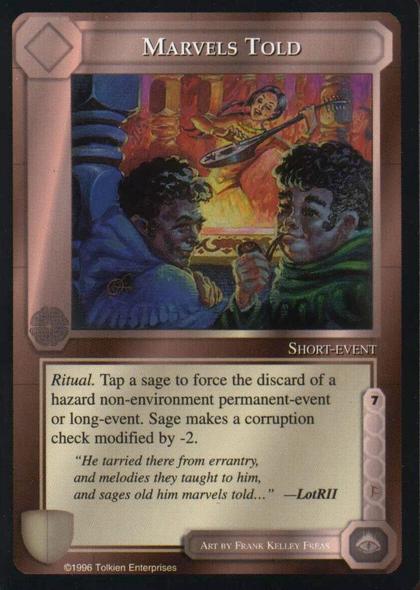 MARVELS TOLD
SHORT-EVENT
Ritual. Tap a sage to force the discard of a
hazard non-environment permanent-event
or long-event. Sage makes a corruption
check modified by -2.
7
"He tarried there from errantry,
and melodies they taught to him,
and sages old him marvels told..." —LotRII
F
ART BY FRANK KELLEY FREAS
©1996 Tolkien Enterprises